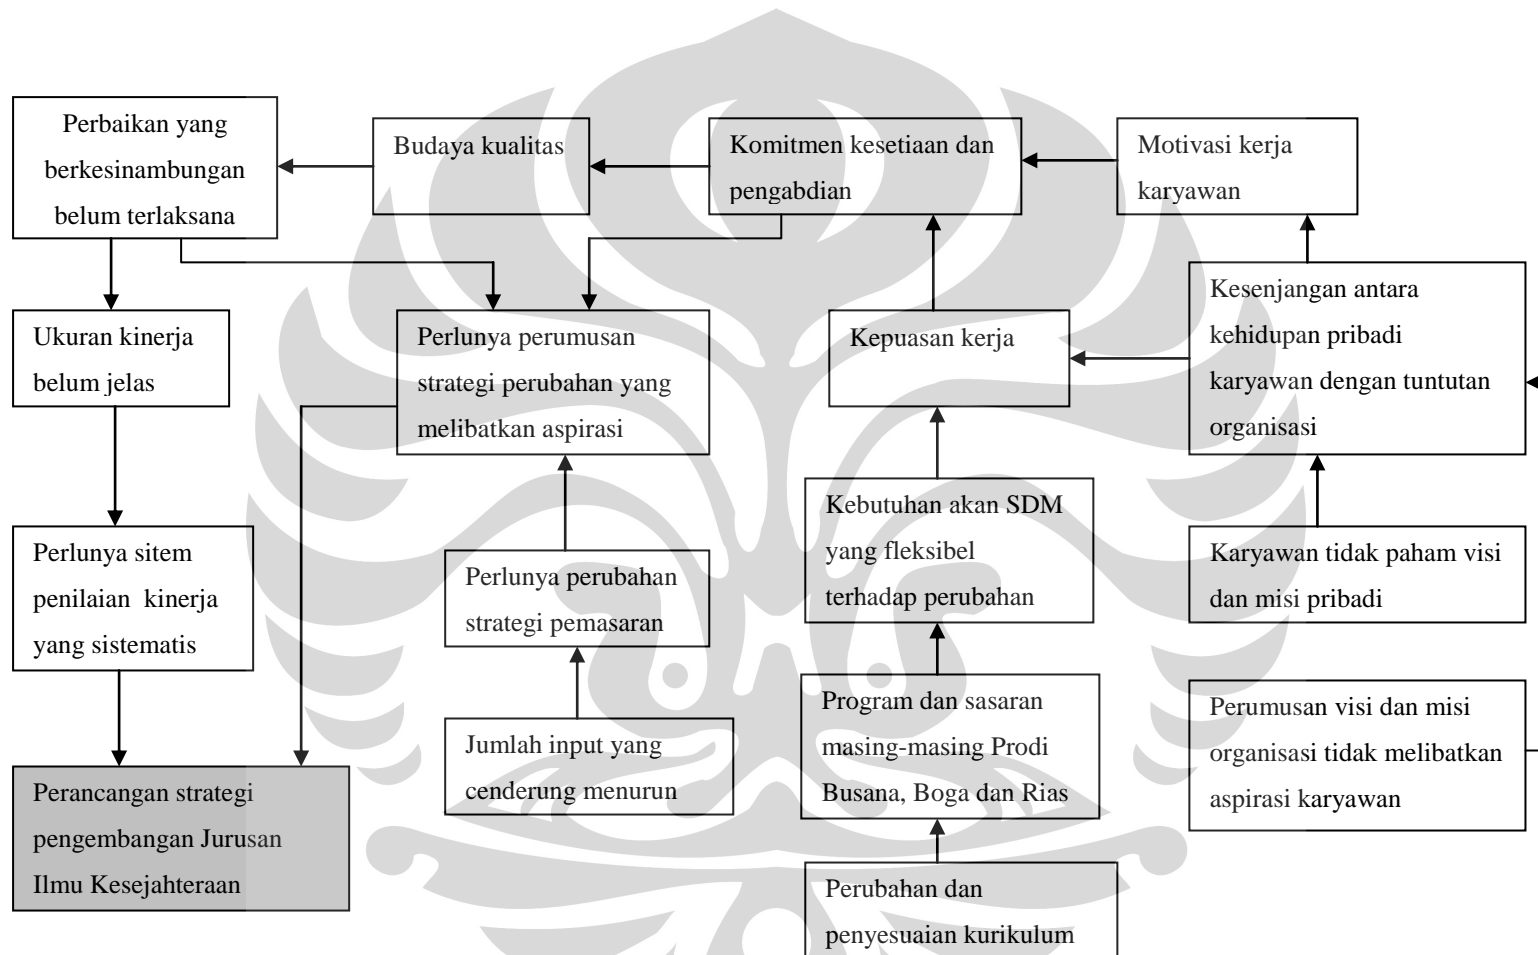 Perbaikan yang
berkesinambungan
belum terlaksana
Budaya kualitas
Komitmen kesetiaan dan
pengabdian
Motivasi kerja
karyawan
Ukuran kinerja
belum jelas
Perlunya perumusan
strategi perubahan yang
melibatkan aspirasi
Kepuasan kerja
Kesenjangan antara
kehidupan pribadi
karyawan dengan tuntutan
organisasi
Perlunya sitem
penilaian kinerja
yang sistematis
Perlunya perubahan
strategi pemasaran
Kebutuhan akan SDM
yang fleksibel
terhadap perubahan
Karyawan tidak paham visi
dan misi pribadi
Perancangan strategi
pengembangan Jurusan
Ilmu Kesejahteraan
Jumlah input yang
cenderung menurun
Program dan sasaran
masing-masing Prodi
Busana, Boga dan Rias
Perumusan visi dan misi
organisasi tidak melibatkan
aspirasi karyawan
Perubahan dan
penyesuaian kurikulum